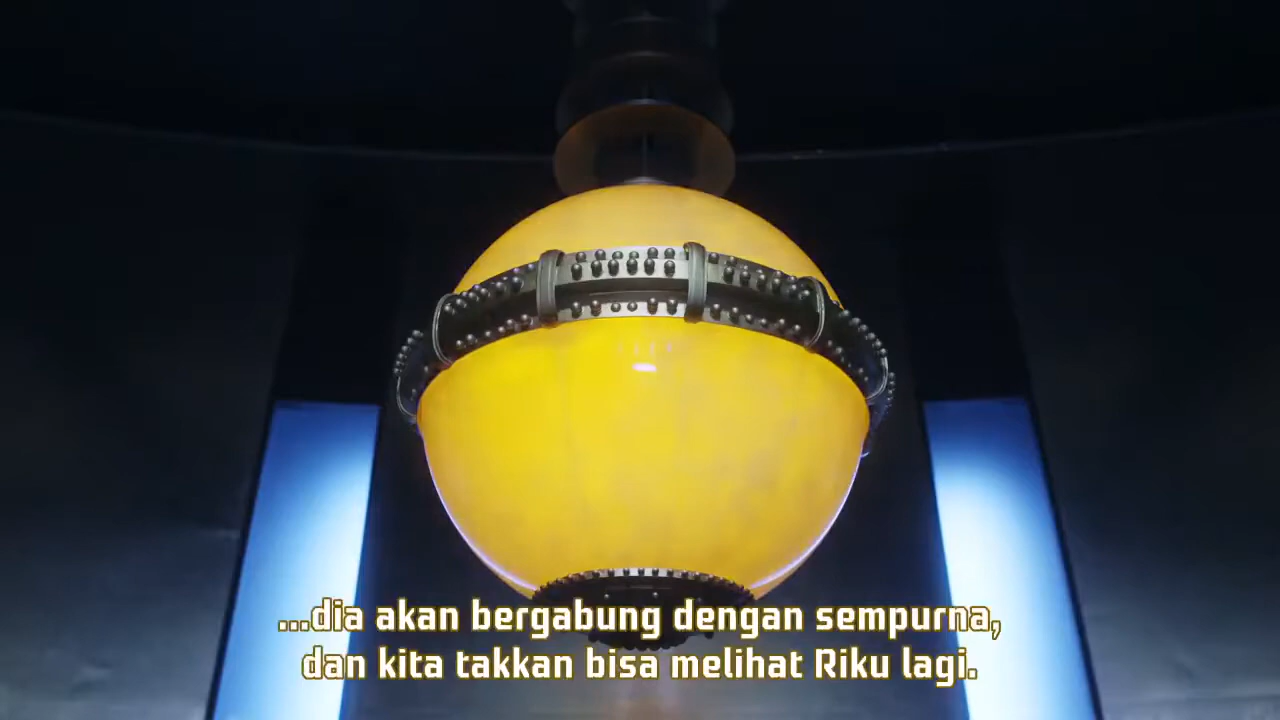 ...dia akan bergabung dengan sempurna,
dan kita takkan bisa melihat Riku lagi.